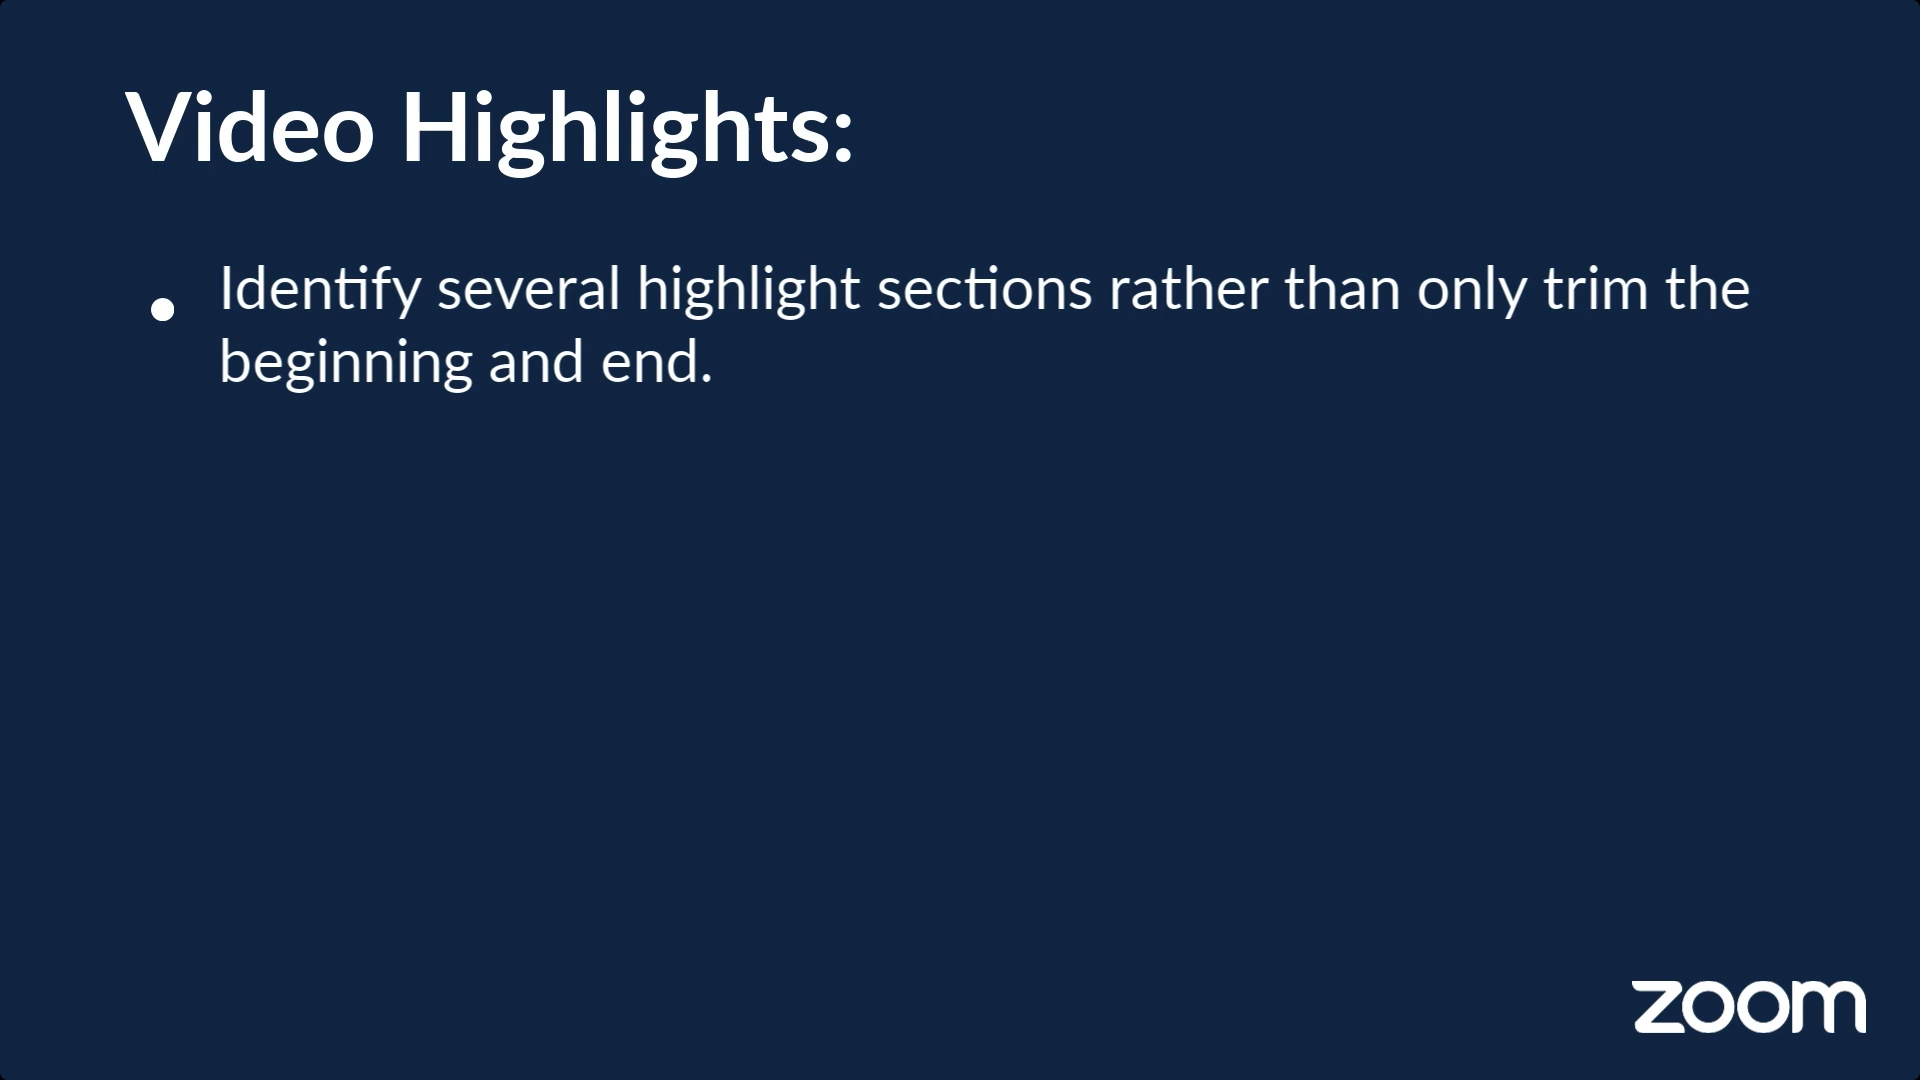 Video Highlights:
• Identify several highlight sections rather than only trim the
beginning and end.
zoom